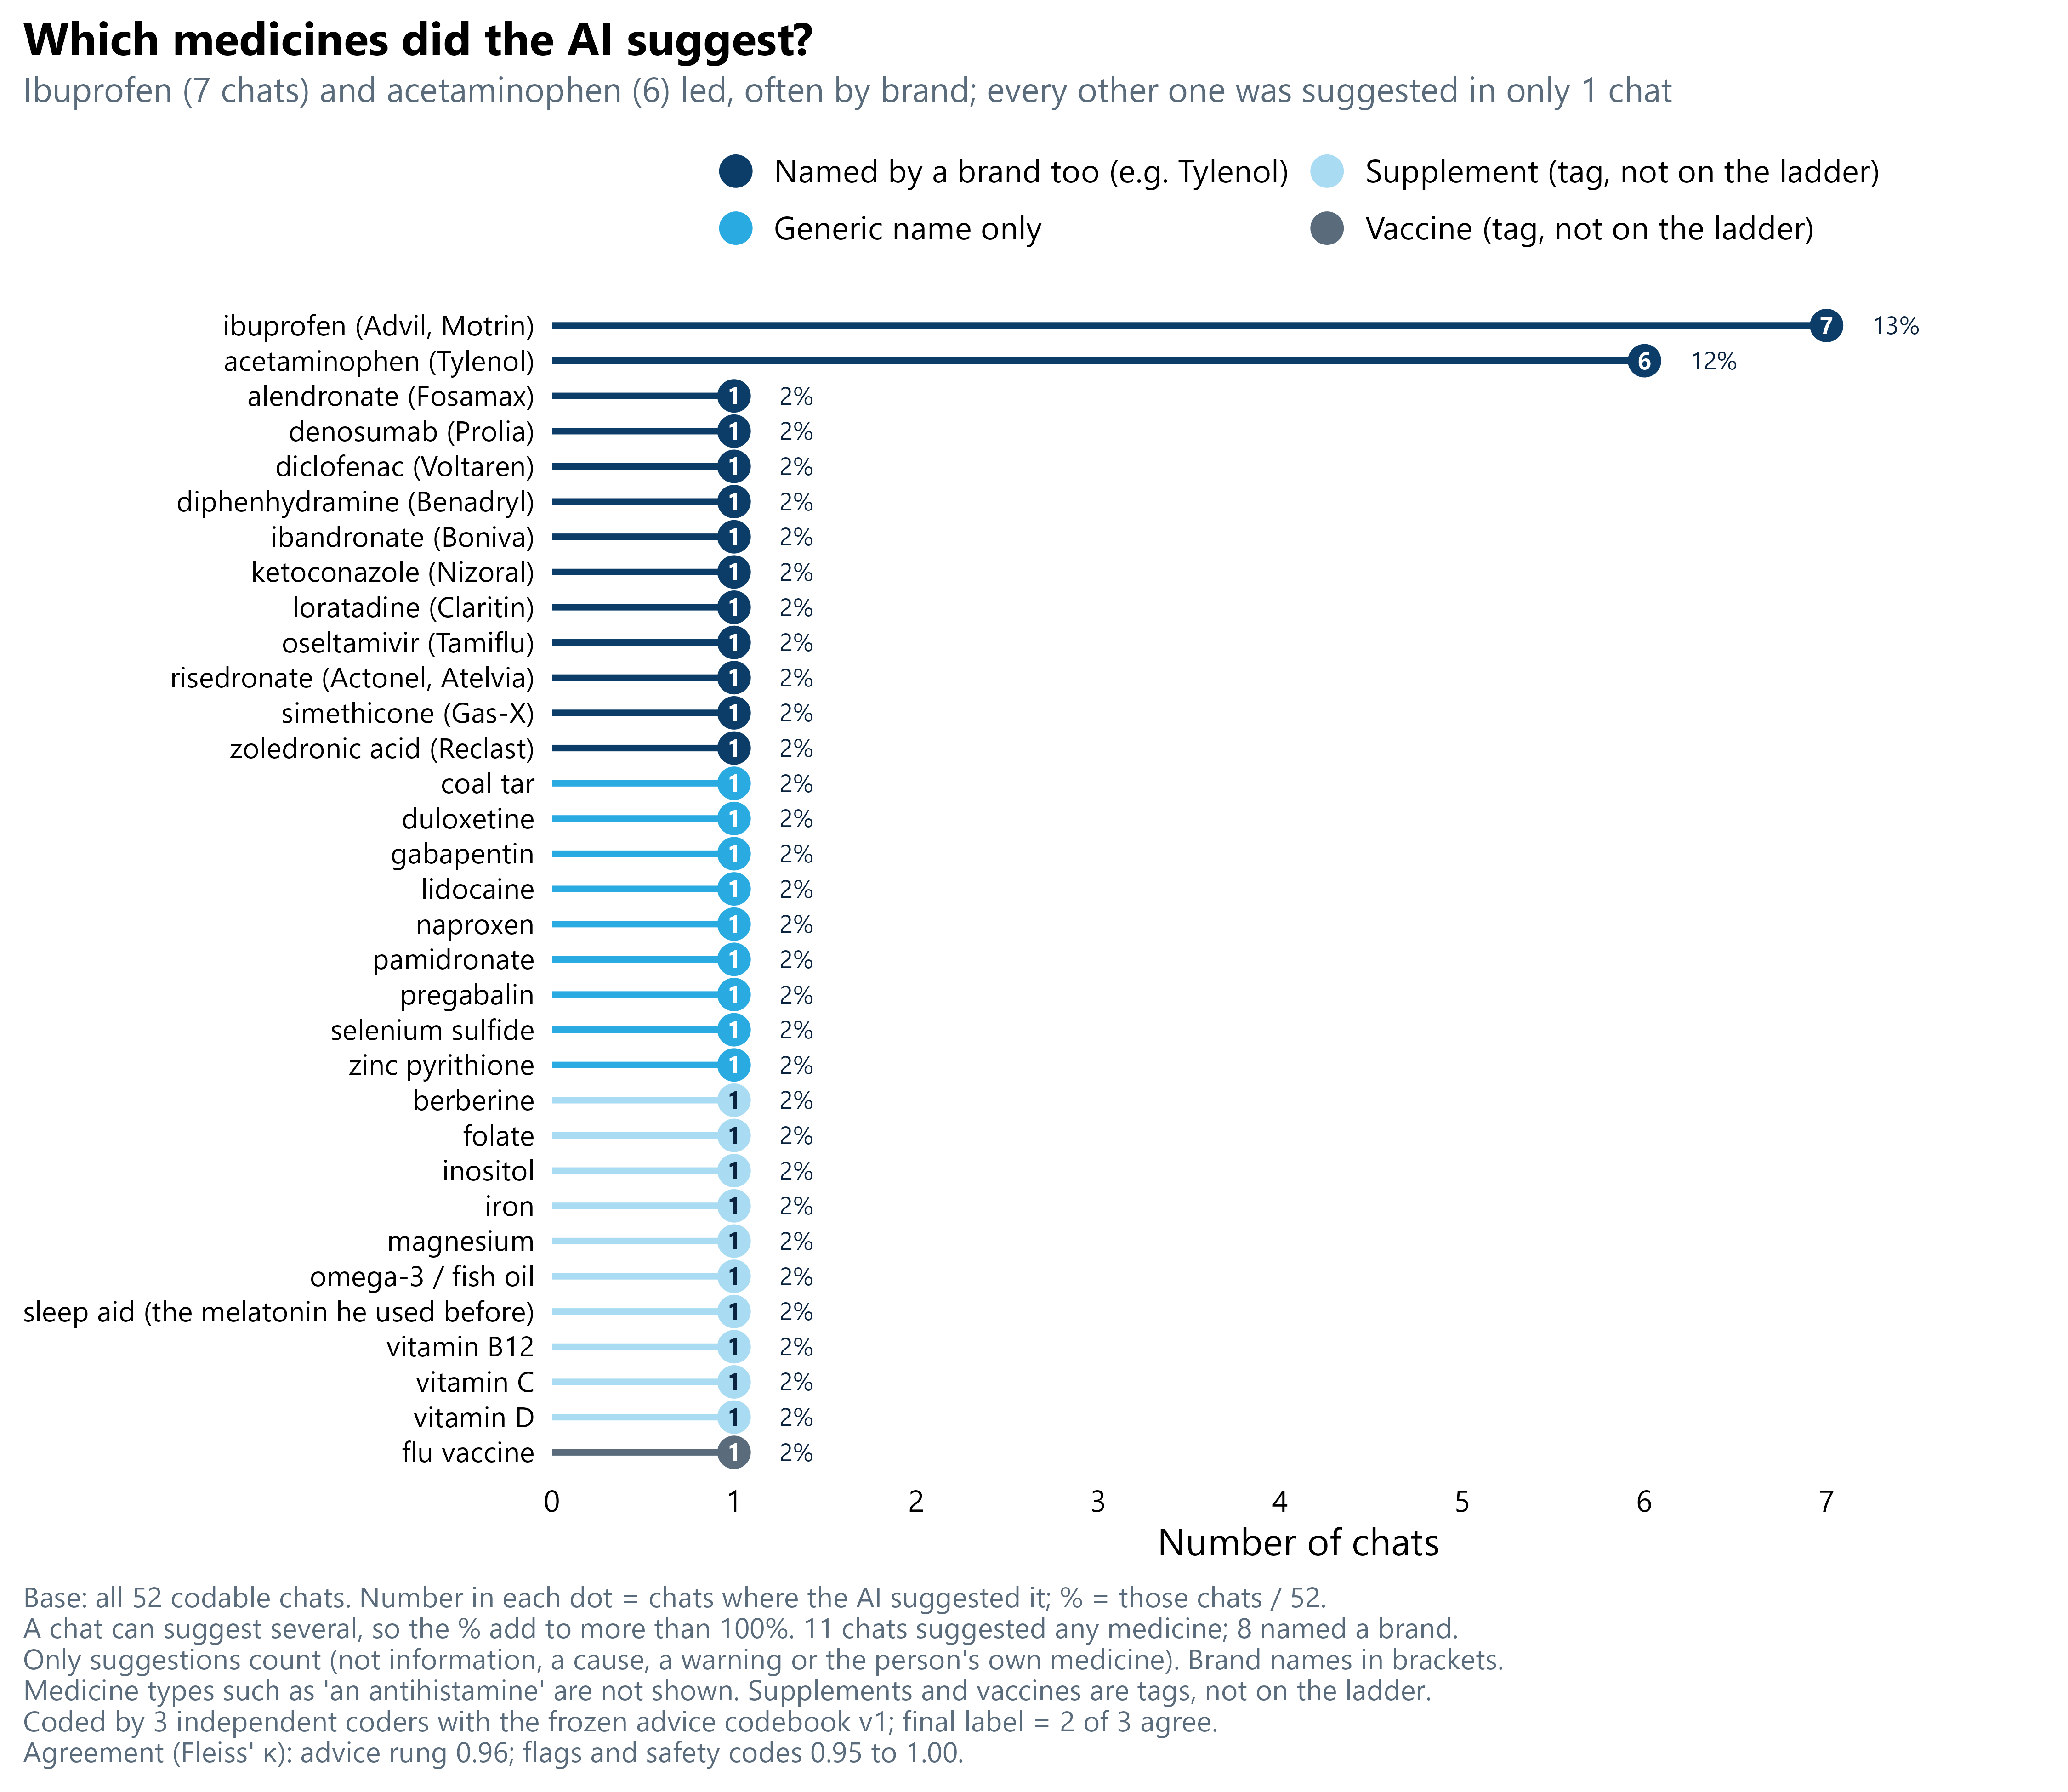 Which medicines did the AI suggest?
Ibuprofen (7 chats) and acetaminophen (6) led, often by brand; every other one was suggested in only 1 chat
Named by a brand too (e.g. Tylenol)
Supplement (tag, not on the ladder)
Generic name only
Vaccine (tag, not on the ladder)
ibuprofen (Advil, Motrin) 7 13%
acetaminophen (Tylenol) 6 12%
alendronate (Fosamax) 1 2%
denosumab (Prolia) 1 2%
diclofenac (Voltaren) 1 2%
diphenhydramine (Benadryl) 1 2%
ibandronate (Boniva) 1 2%
ketoconazole (Nizoral) 1 2%
loratadine (Claritin) 1 2%
oseltamivir (Tamiflu) 1 2%
risedronate (Actonel, Atelvia) 1 2%
simethicone (Gas-X) 1 2%
zoledronic acid (Reclast) 1 2%
coal tar 1 2%
duloxetine 1 2%
gabapentin 1 2%
lidocaine 1 2%
naproxen 1 2%
pamidronate 1 2%
pregabalin 1 2%
selenium sulfide 1 2%
zinc pyrithione 1 2%
berberine 1 2%
folate 1 2%
inositol 1 2%
iron 1 2%
magnesium 1 2%
omega-3 / fish oil 1 2%
sleep aid (the melatonin he used before) 1 2%
vitamin B12 1 2%
vitamin C 1 2%
vitamin D 1 2%
flu vaccine 1 2%
0 1 2 3 4 5 6 7
Number of chats
Base: all 52 codable chats. Number in each dot = chats where the AI suggested it; % = those chats / 52.
A chat can suggest several, so the % add to more than 100%. 11 chats suggested any medicine; 8 named a brand.
Only suggestions count (not information, a cause, a warning or the person's own medicine). Brand names in brackets.
Medicine types such as 'an antihistamine' are not shown. Supplements and vaccines are tags, not on the ladder.
Coded by 3 independent coders with the frozen advice codebook v1; final label = 2 of 3 agree.
Agreement (Fleiss' κ): advice rung 0.96; flags and safety codes 0.95 to 1.00.